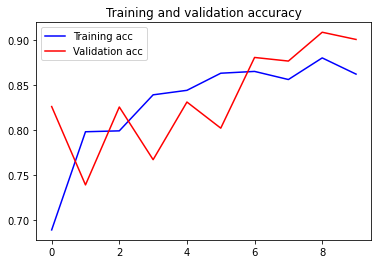 Training and validation accuracy
Training acc
Validation acc
0.90
0.85
0.80
0.75
0.70
0 2 4 6 8